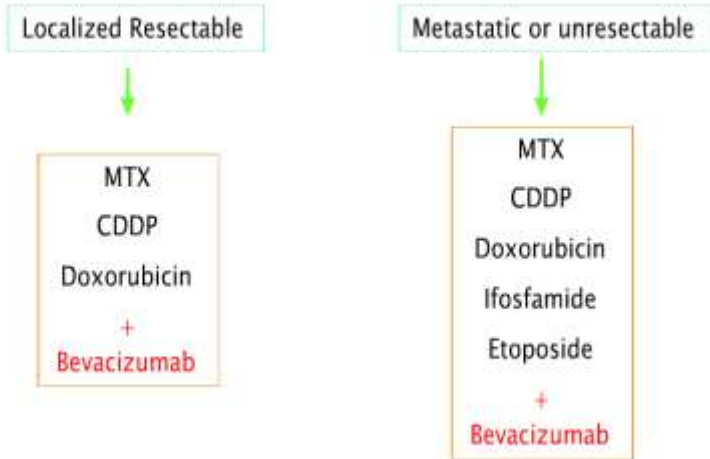 Localized Resectable
MTX
CDDP
Doxorubicin
+
Bevacizumab
Metastatic or unresectable
MTX
CDDP
Doxorubicin
Ifosfamide
Etoposide
+
Bevacizumab